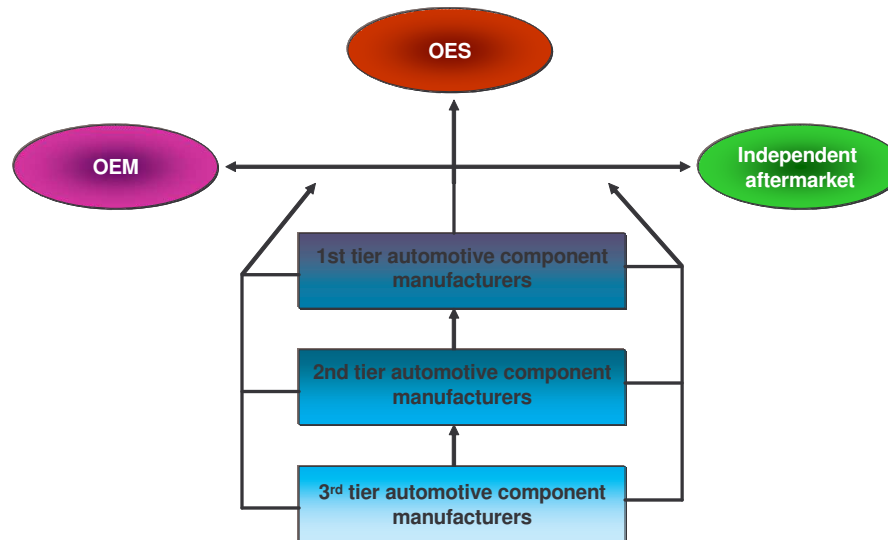 OES
OEM
Independent
aftermarket
1st tier automotive component
manufacturers
2nd tier automotive component
manufacturers
3rd tier automotive component
manufacturers